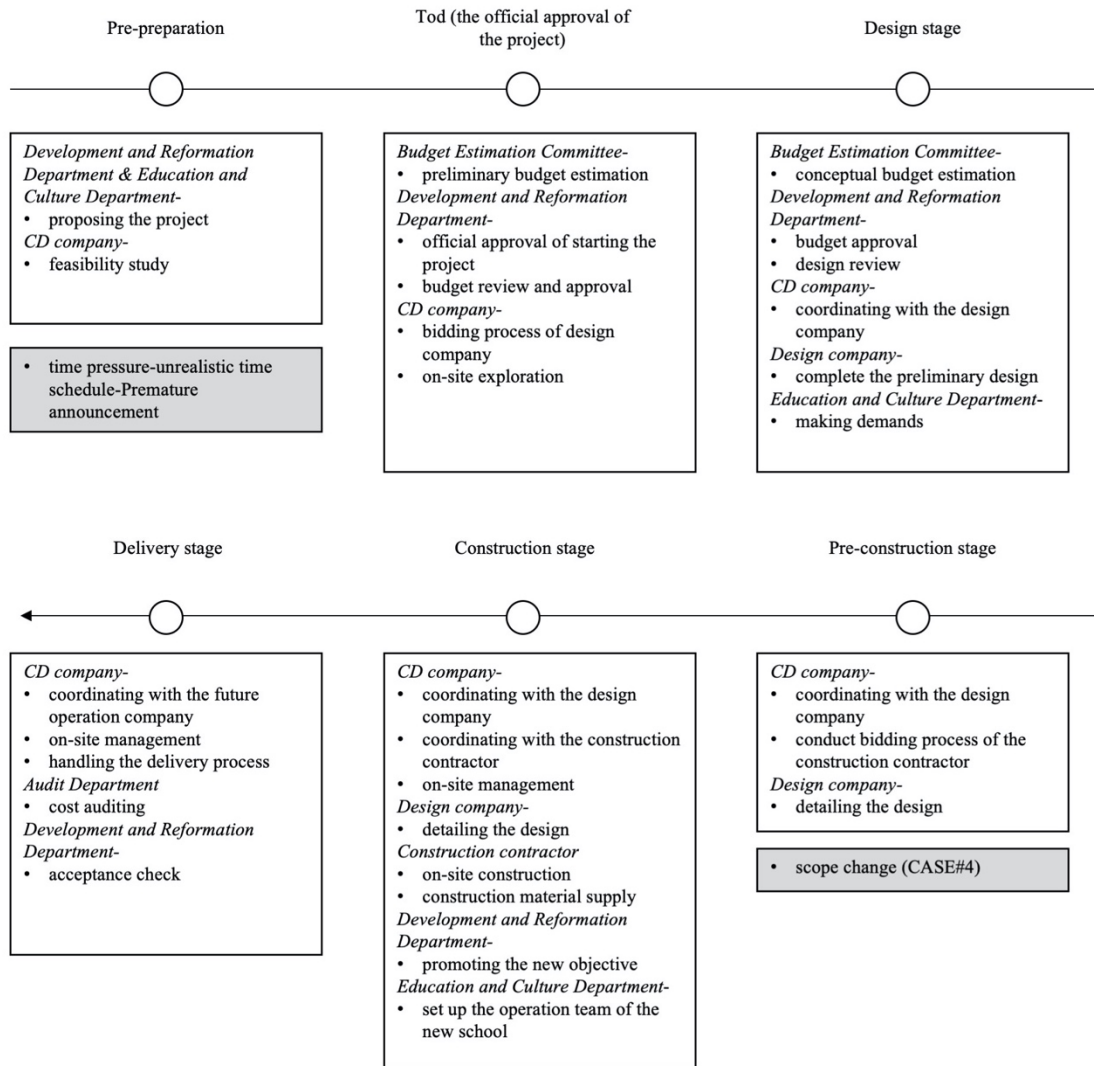 Pre-preparation
Tod (the official approval of
the project)
Design stage
Development and Reformation
Department & Education and
Culture Department-
• proposing the project
CD company-
• feasibility study
• time pressure-unrealistic time
schedule-Premature
announcement
Budget Estimation Committee-
• preliminary budget estimation
Development and Reformation
Department-
• official approval of starting the
project
• budget review and approval
CD company-
• bidding process of design
company
• on-site exploration
Budget Estimation Committee-
• conceptual budget estimation
Development and Reformation
Department-
• budget approval
• design review
CD company-
• coordinating with the design
company
Design company-
• complete the preliminary design
Education and Culture Department-
• making demands
Delivery stage
Construction stage
Pre-construction stage
CD company-
• coordinating with the future
operation company
• on-site management
• handling the delivery process
Audit Department
• cost auditing
Development and Reformation
Department-
• acceptance check
CD company-
• coordinating with the design
company
• coordinating with the construction
contractor
• on-site management
Design company-
• detailing the design
Construction contractor
• on-site construction
• construction material supply
Development and Reformation
Department-
• promoting the new objective
Education and Culture Department-
• set up the operation team of the
new school
CD company-
• coordinating with the design
company
• conduct bidding process of the
construction contractor
Design company-
• detailing the design
• scope change (CASE#4)